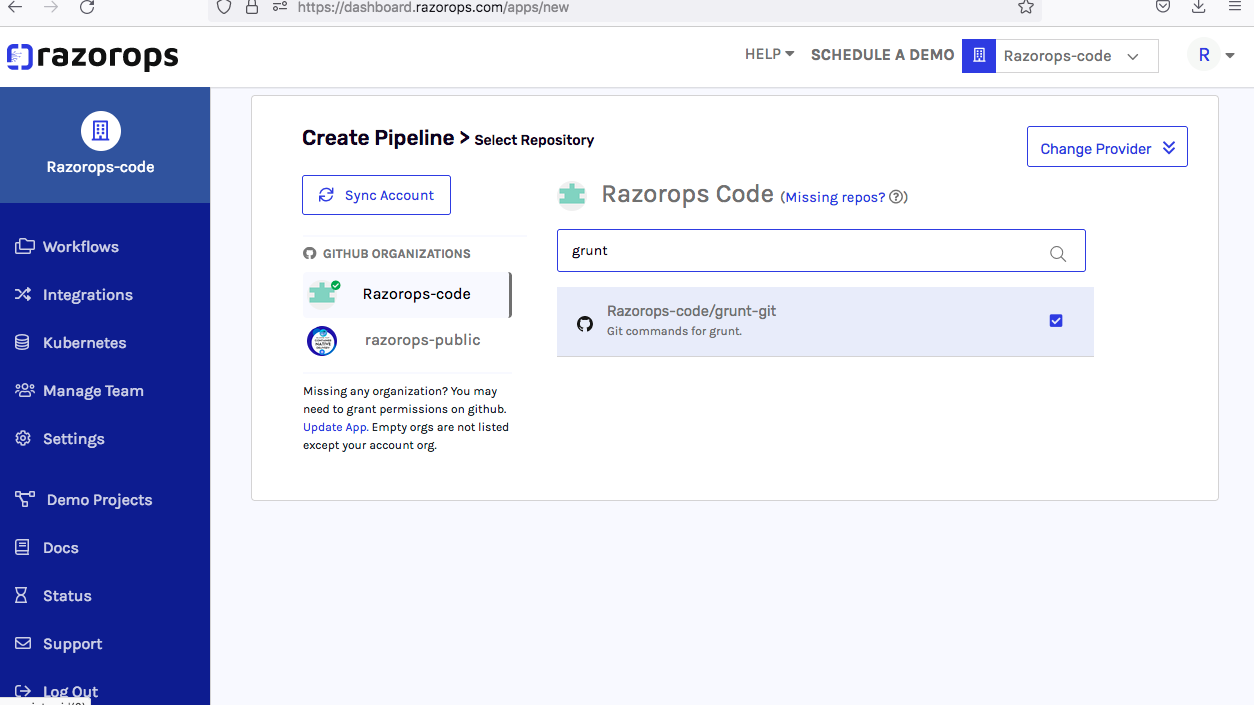 https://dashboard.razorops.com/apps/new
razorops
HELP
SCHEDULE A DEMO
Razorops-code
R
Razorops-code
Workflows
Integrations
Kubernetes
Manage Team
Settings
Demo Projects
Docs
Status
Support
Log Out
Create Pipeline > Select Repository
Change Provider
Sync Account
GITHUB ORGANIZATIONS
Razorops-code
razorops-public
Missing any organization? You may
need to grant permissions on github.
Update App. Empty orgs are not listed
except your account org.
Razorops Code (Missing repos? ?)
grunt
Razorops-code/grunt-git
Git commands for grunt.